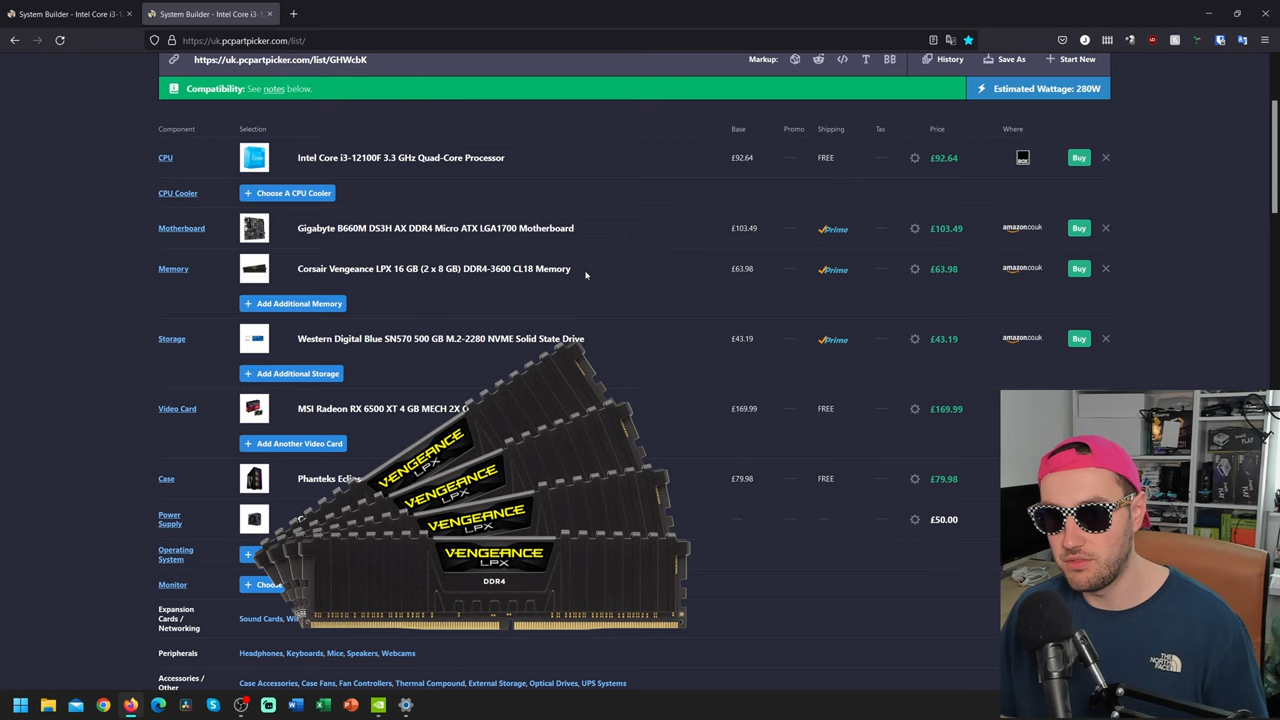 System Builder - Intel Core i3-1
System Builder - Intel Core i3-1
https://uk.pcpartpicker.com/list/
https://uk.pcpartpicker.com/list/GHWcbK
Markup:
History
Save As
Start New
Compatibility: See notes below.
Estimated Wattage: 280W
Component Selection Base Promo Shipping Tax Price Where
CPU Intel Core i3-12100F 3.3 GHz Quad-Core Processor £92.64 FREE £92.64 BOX Buy
CPU Cooler + Choose A CPU Cooler
Motherboard Gigabyte B660M DS3H AX DDR4 Micro ATX LGA1700 Motherboard £103.49 Prime £103.49 amazon.co.uk Buy
Memory Corsair Vengeance LPX 16 GB (2 x 8 GB) DDR4-3600 CL18 Memory £63.98 Prime £63.98 amazon.co.uk Buy
+ Add Additional Memory
Storage Western Digital Blue SN570 500 GB M.2-2280 NVME Solid State Drive £43.19 Prime £43.19 amazon.co.uk Buy
+ Add Additional Storage
Video Card MSI Radeon RX 6500 XT 4 GB MECH 2X £169.99 FREE £169.99
+ Add Another Video Card
Case Phanteks £79.98 FREE £79.98
Power
Supply
£50.00
Operating
System
Monitor
Expansion
Cards /
Networking
Sound Cards,
Peripherals Headphones, Keyboards, Mice, Speakers, Webcams
Accessories /
Other
Case Accessories, Case Fans, Fan Controllers, Thermal Compound, External Storage, Optical Drives, UPS Systems
VENGEANCE
LPX
VENGEANCE
LPX
VENGEANCE
LPX
VENGEANCE
LPX
DDR4
THE
NORTH
FACE